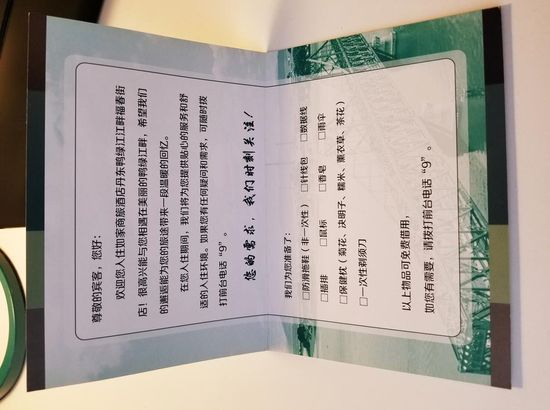 尊敬的宾客，您好：
欢迎您入住如家商旅酒店丹东鸭绿江江畔福春街
店！很高兴能与您相遇在美丽的鸭绿江畔，希望我们
的邂逅能为您的旅途带来一段温暖的回忆。
在您入住期间，我们将为您提供贴心的服务和舒
适的入住环境。如果您有任何疑问和需求，可随时拨
打前台电话“9”。
您的需求，我们时刻关注！
我们为您准备了：
□防滑拖鞋（非一次性） □针线包 □数据线
□插排 □鼠标 □香皂 □雨伞
□保健枕（菊花、决明子、糯米、薰衣草、茶花）
□一次性剃须刀
以上物品可免费借用，
如您有需要，请拨打前台电话“9”。